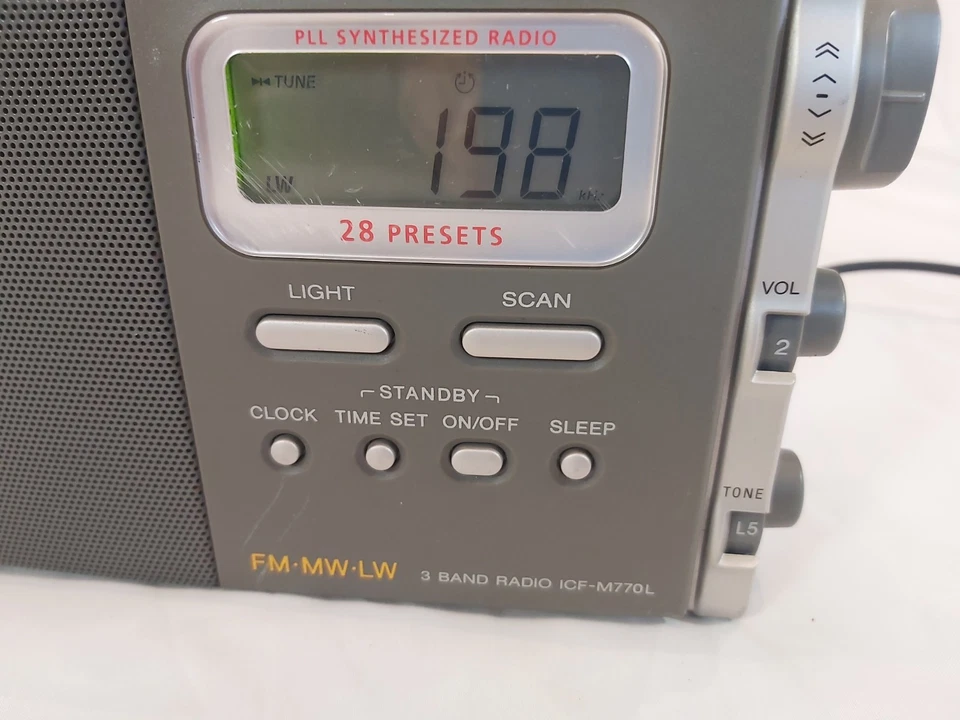 PLL SYNTHESIZED RADIO
TUNE
198
LW
kHz
28 PRESETS
LIGHT
SCAN
VOL
2
STANDBY
CLOCK
TIME SET
ON/OFF
SLEEP
TONE
L5
FM·MW·LW
3 BAND RADIO ICF-M770L